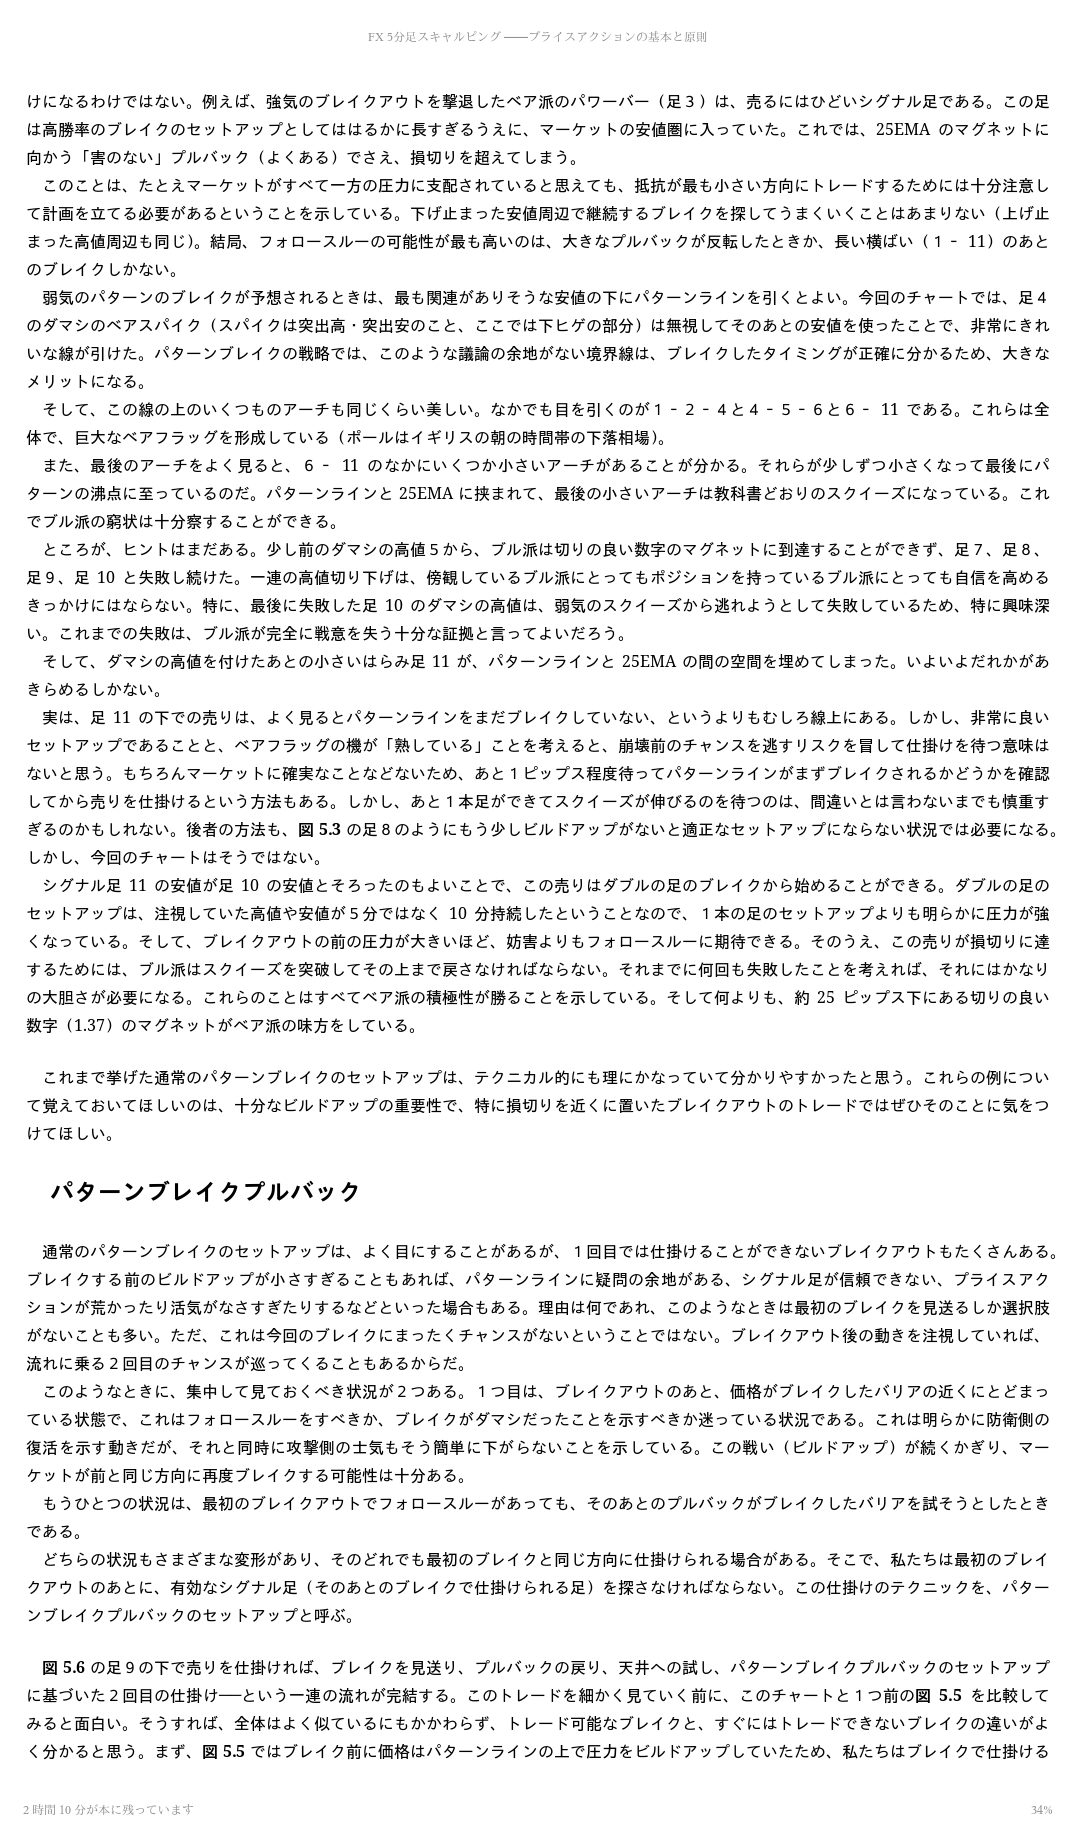 FX 5分足スキャルピング ――プライスアクションの基本と原則
けになるわけではない。例えば、強気のブレイクアウトを撃退したベア派のパワーバー（足３）は、売るにはひどいシグナル足である。この足
は高勝率のブレイクのセットアップとしてははるかに長すぎるうえに、マーケットの安値圏に入っていた。これでは、25EMA のマグネットに
向かう「害のない」プルバック（よくある）でさえ、損切りを超えてしまう。
　このことは、たとえマーケットがすべて一方の圧力に支配されていると思えても、抵抗が最も小さい方向にトレードするためには十分注意し
て計画を立てる必要があるということを示している。下げ止まった安値周辺で継続するブレイクを探してうまくいくことはあまりない（上げ止
まった高値周辺も同じ）。結局、フォロースルーの可能性が最も高いのは、大きなプルバックが反転したときか、長い横ばい（１‐ 11）のあと
のブレイクしかない。
　弱気のパターンのブレイクが予想されるときは、最も関連がありそうな安値の下にパターンラインを引くとよい。今回のチャートでは、足４
のダマシのベアスパイク（スパイクは突出高・突出安のこと、ここでは下ヒゲの部分）は無視してそのあとの安値を使ったことで、非常にきれ
いな線が引けた。パターンブレイクの戦略では、このような議論の余地がない境界線は、ブレイクしたタイミングが正確に分かるため、大きな
メリットになる。
　そして、この線の上のいくつものアーチも同じくらい美しい。なかでも目を引くのが１‐２‐４と４‐５‐６と６‐ 11 である。これらは全
体で、巨大なベアフラッグを形成している（ポールはイギリスの朝の時間帯の下落相場）。
　また、最後のアーチをよく見ると、６‐ 11 のなかにいくつか小さいアーチがあることが分かる。それらが少しずつ小さくなって最後にパ
ターンの沸点に至っているのだ。パターンラインと 25EMA に挟まれて、最後の小さいアーチは教科書どおりのスクイーズになっている。これ
でブル派の窮状は十分察することができる。
　ところが、ヒントはまだある。少し前のダマシの高値５から、ブル派は切りの良い数字のマグネットに到達することができず、足７、足８、
足９、足 10 と失敗し続けた。一連の高値切り下げは、傍観しているブル派にとってもポジションを持っているブル派にとっても自信を高める
きっかけにはならない。特に、最後に失敗した足 10 のダマシの高値は、弱気のスクイーズから逃れようとして失敗しているため、特に興味深
い。これまでの失敗は、ブル派が完全に戦意を失う十分な証拠と言ってよいだろう。
　そして、ダマシの高値を付けたあとの小さいはらみ足 11 が、パターンラインと 25EMA の間の空間を埋めてしまった。いよいよだれかがあ
きらめるしかない。
　実は、足 11 の下での売りは、よく見るとパターンラインをまだブレイクしていない、というよりもむしろ線上にある。しかし、非常に良い
セットアップであることと、ベアフラッグの機が「熟している」ことを考えると、崩壊前のチャンスを逃すリスクを冒して仕掛けを待つ意味は
ないと思う。もちろんマーケットに確実なことなどないため、あと１ピップス程度待ってパターンラインがまずブレイクされるかどうかを確認
してから売りを仕掛けるという方法もある。しかし、あと１本足ができてスクイーズが伸びるのを待つのは、間違いとは言わないまでも慎重す
ぎるのかもしれない。後者の方法も、図 5.3 の足８のようにもう少しビルドアップがないと適正なセットアップにならない状況では必要になる。
しかし、今回のチャートはそうではない。
　シグナル足 11 の安値が足 10 の安値とそろったのもよいことで、この売りはダブルの足のブレイクから始めることができる。ダブルの足の
セットアップは、注視していた高値や安値が５分ではなく 10 分持続したということなので、１本の足のセットアップよりも明らかに圧力が強
くなっている。そして、ブレイクアウトの前の圧力が大きいほど、妨害よりもフォロースルーに期待できる。そのうえ、この売りが損切りに達
するためには、ブル派はスクイーズを突破してその上まで戻さなければならない。それまでに何回も失敗したことを考えれば、それにはかなり
の大胆さが必要になる。これらのことはすべてベア派の積極性が勝ることを示している。そして何よりも、約 25 ピップス下にある切りの良い
数字（1.37）のマグネットがベア派の味方をしている。
　これまで挙げた通常のパターンブレイクのセットアップは、テクニカル的にも理にかなっていて分かりやすかったと思う。これらの例につい
て覚えておいてほしいのは、十分なビルドアップの重要性で、特に損切りを近くに置いたブレイクアウトのトレードではぜひそのことに気をつ
けてほしい。
パターンブレイクプルバック
　通常のパターンブレイクのセットアップは、よく目にすることがあるが、１回目では仕掛けることができないブレイクアウトもたくさんある。
ブレイクする前のビルドアップが小さすぎることもあれば、パターンラインに疑問の余地がある、シグナル足が信頼できない、プライスアク
ションが荒かったり活気がなさすぎたりするなどといった場合もある。理由は何であれ、このようなときは最初のブレイクを見送るしか選択肢
がないことも多い。ただ、これは今回のブレイクにまったくチャンスがないということではない。ブレイクアウト後の動きを注視していれば、
流れに乗る２回目のチャンスが巡ってくることもあるからだ。
　このようなときに、集中して見ておくべき状況が２つある。１つ目は、ブレイクアウトのあと、価格がブレイクしたバリアの近くにとどまっ
ている状態で、これはフォロースルーをすべきか、ブレイクがダマシだったことを示すべきか迷っている状況である。これは明らかに防衛側の
復活を示す動きだが、それと同時に攻撃側の士気もそう簡単に下がらないことを示している。この戦い（ビルドアップ）が続くかぎり、マー
ケットが前と同じ方向に再度ブレイクする可能性は十分ある。
　もうひとつの状況は、最初のブレイクアウトでフォロースルーがあっても、そのあとのプルバックがブレイクしたバリアを試そうとしたとき
である。
　どちらの状況もさまざまな変形があり、そのどれでも最初のブレイクと同じ方向に仕掛けられる場合がある。そこで、私たちは最初のブレイ
クアウトのあとに、有効なシグナル足（そのあとのブレイクで仕掛けられる足）を探さなければならない。この仕掛けのテクニックを、パター
ンブレイクプルバックのセットアップと呼ぶ。
　図 5.6 の足９の下で売りを仕掛ければ、ブレイクを見送り、プルバックの戻り、天井への試し、パターンブレイクプルバックのセットアップ
に基づいた２回目の仕掛け──という一連の流れが完結する。このトレードを細かく見ていく前に、このチャートと１つ前の図 5.5 を比較して
みると面白い。そうすれば、全体はよく似ているにもかかわらず、トレード可能なブレイクと、すぐにはトレードできないブレイクの違いがよ
く分かると思う。まず、図 5.5 ではブレイク前に価格はパターンラインの上で圧力をビルドアップしていたため、私たちはブレイクで仕掛ける
2 時間 10 分が本に残っています
34%